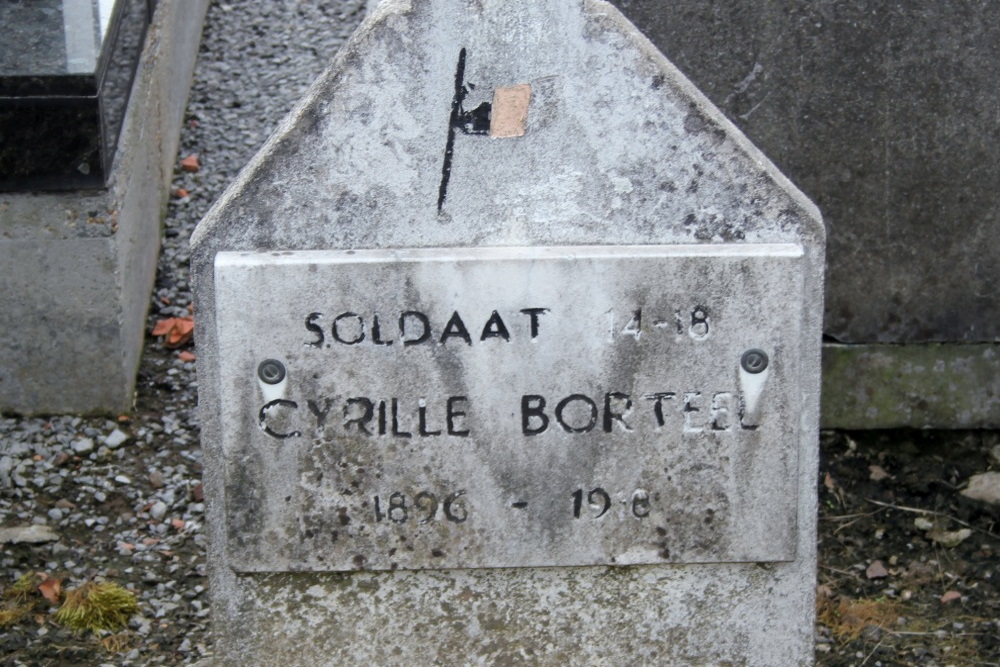 SOLDAAT 14-18
CYRILLE BORTEEL
1896 - 1918